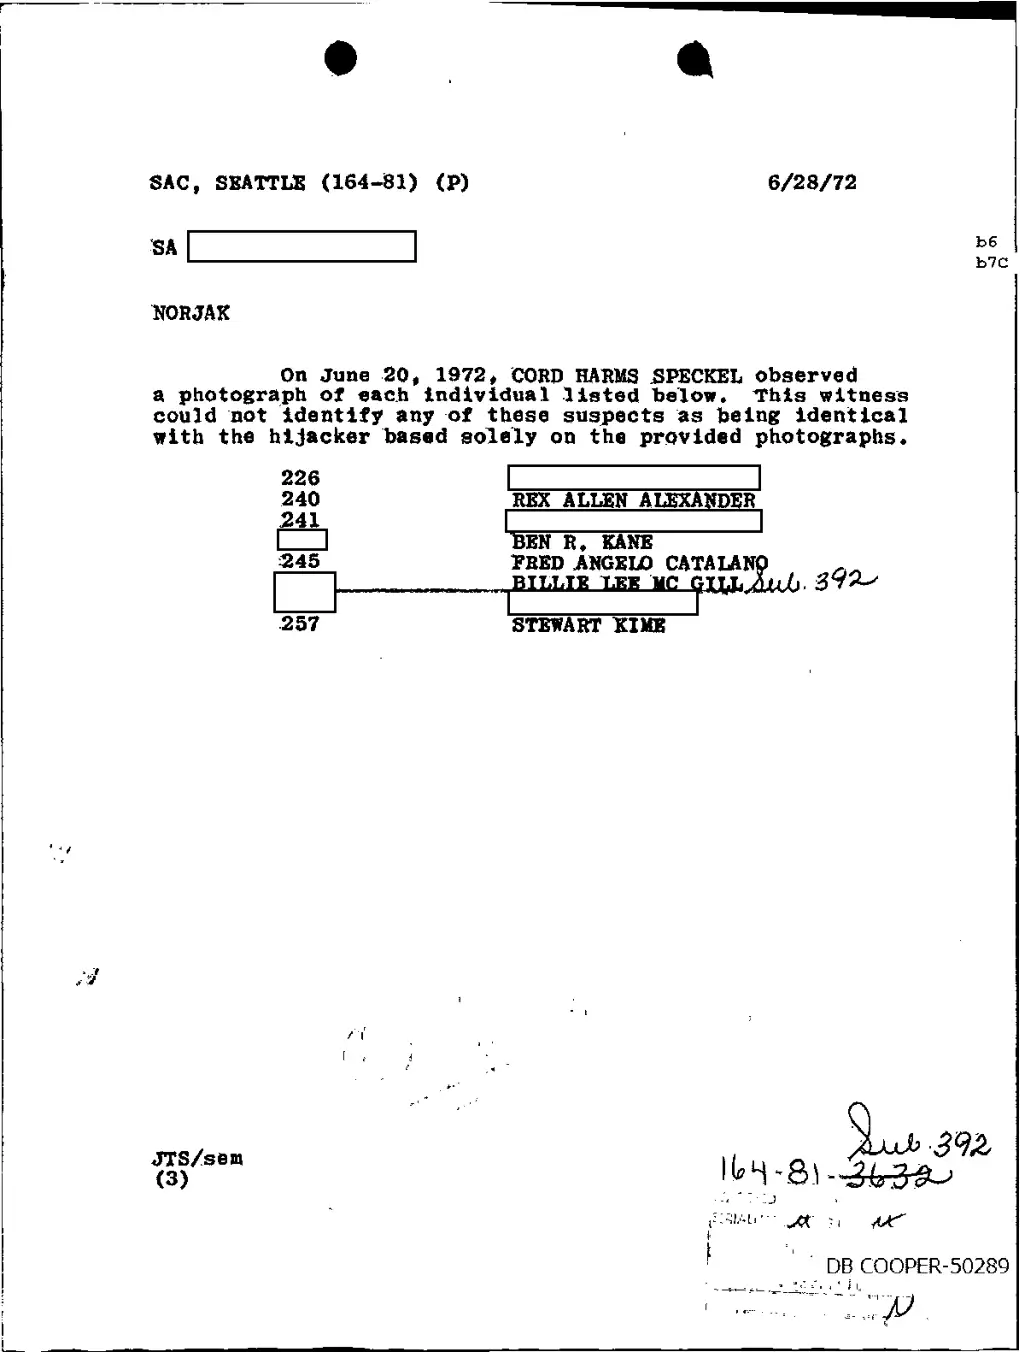 SAC, SEATTLE (164-81) (P) 6/28/72
SA
b6
b7C
NORJAK
On June 20, 1972, CORD HARMS SPECKEL observed
a photograph of each individual listed below. This witness
could not identify any of these suspects as being identical
with the hijacker based solely on the provided photographs.
226
240 REX ALLEN ALEXANDER
241
BEN R. KANE
245 FRED ANGELO CATALANO
BILLIE LEE MC GILL Sub. 392
257 STEWART KIME
JTS/sem
(3)
Sub. 392
164-81-3632
DB COOPER-50289
N